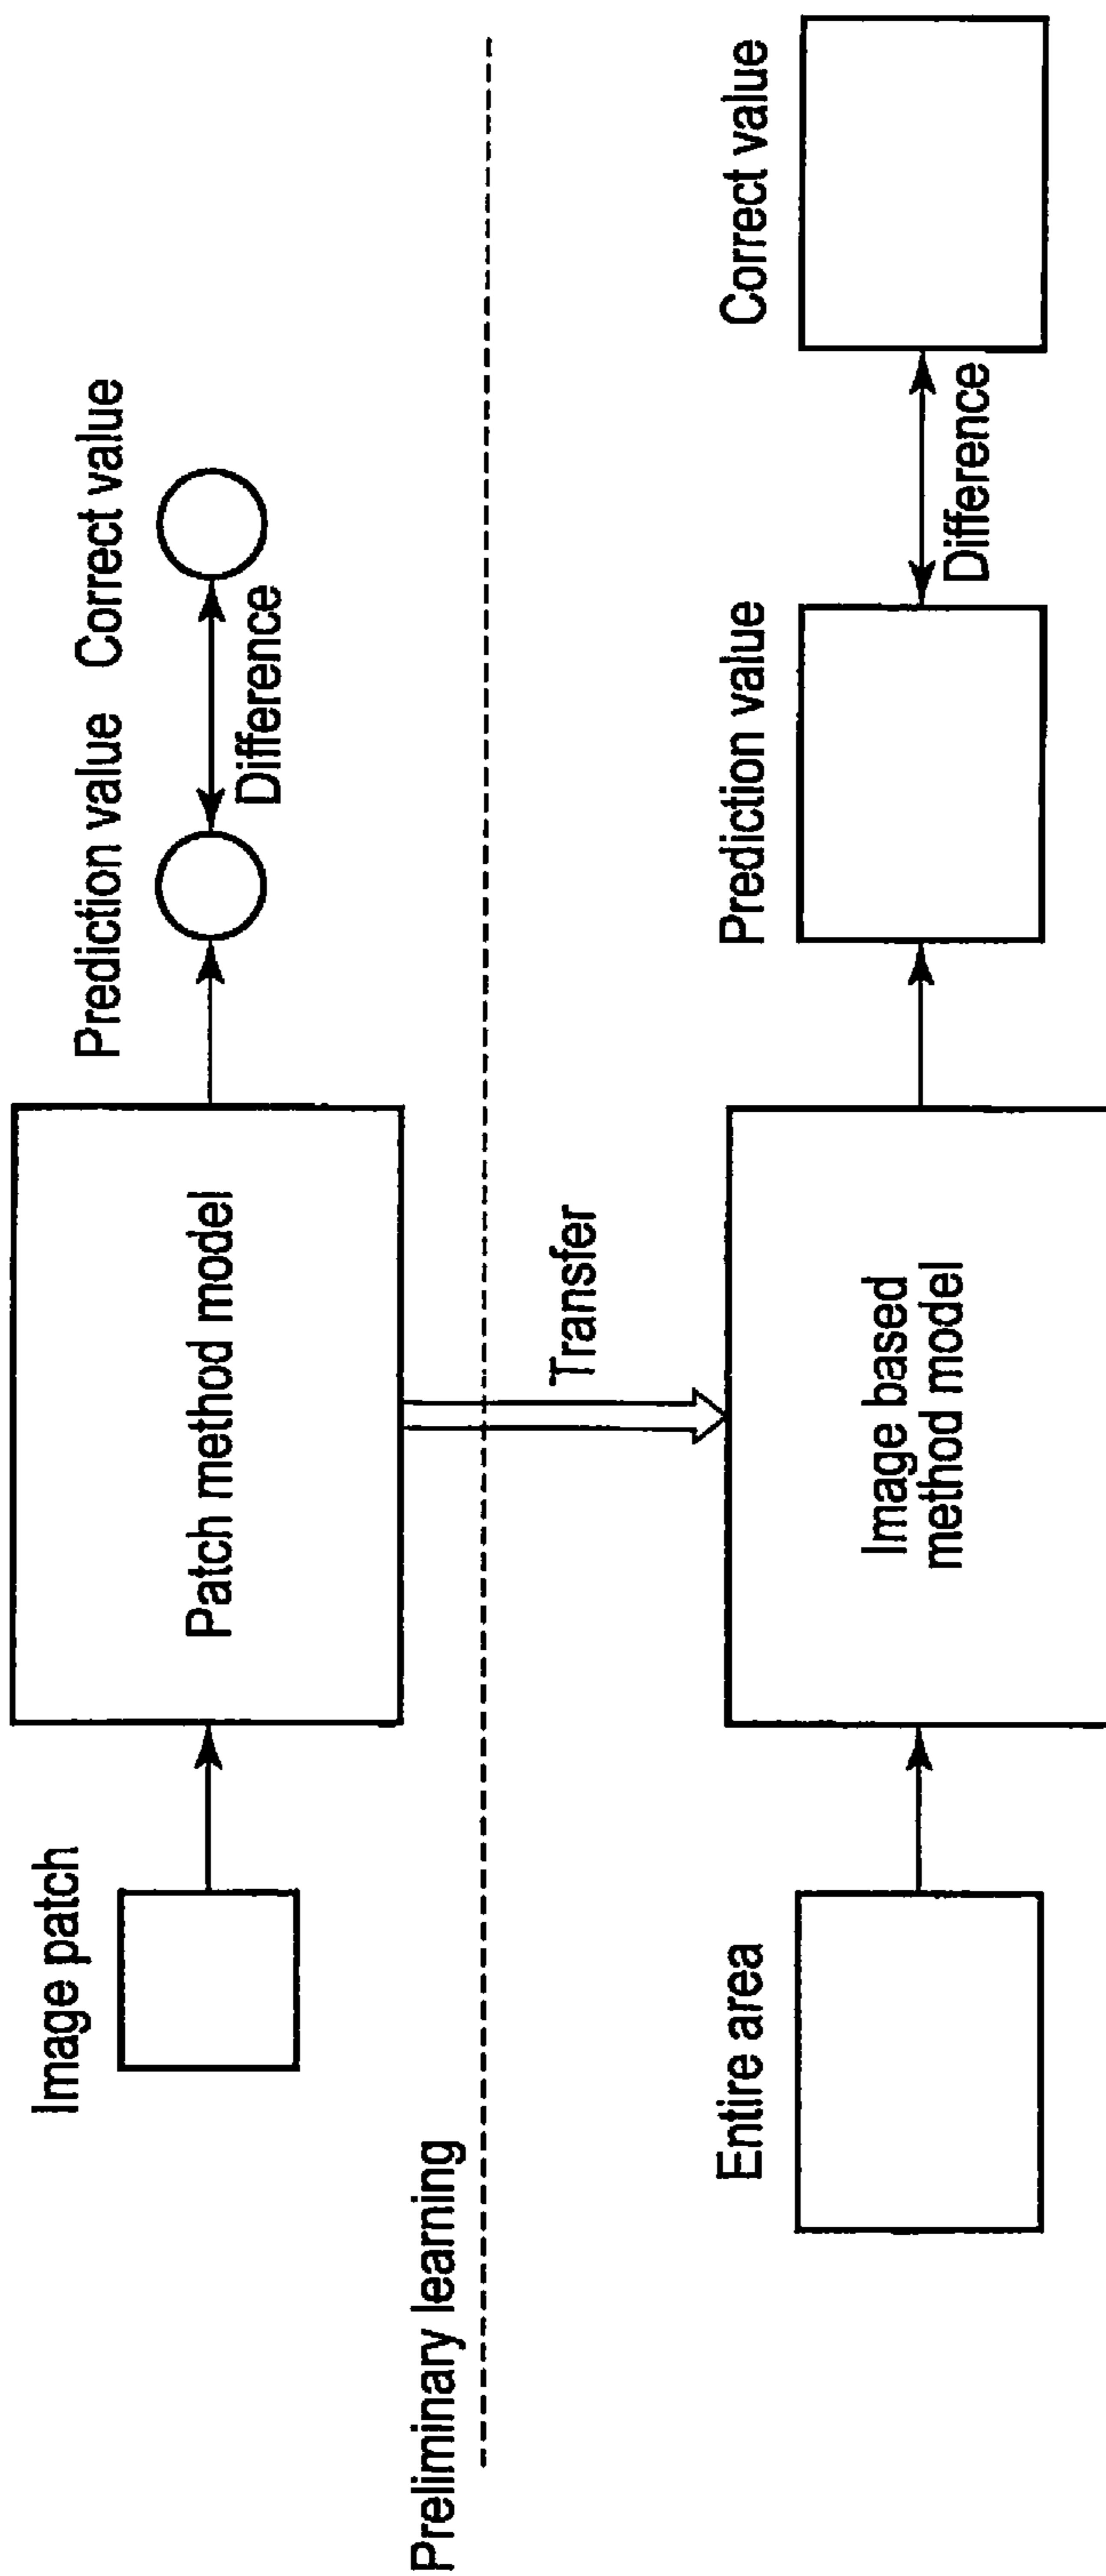 Image patch
Patch method model
Prediction value
Correct value
Difference
Preliminary learning
Transfer
Entire area
Image based
method model
Prediction value
Correct value
Difference